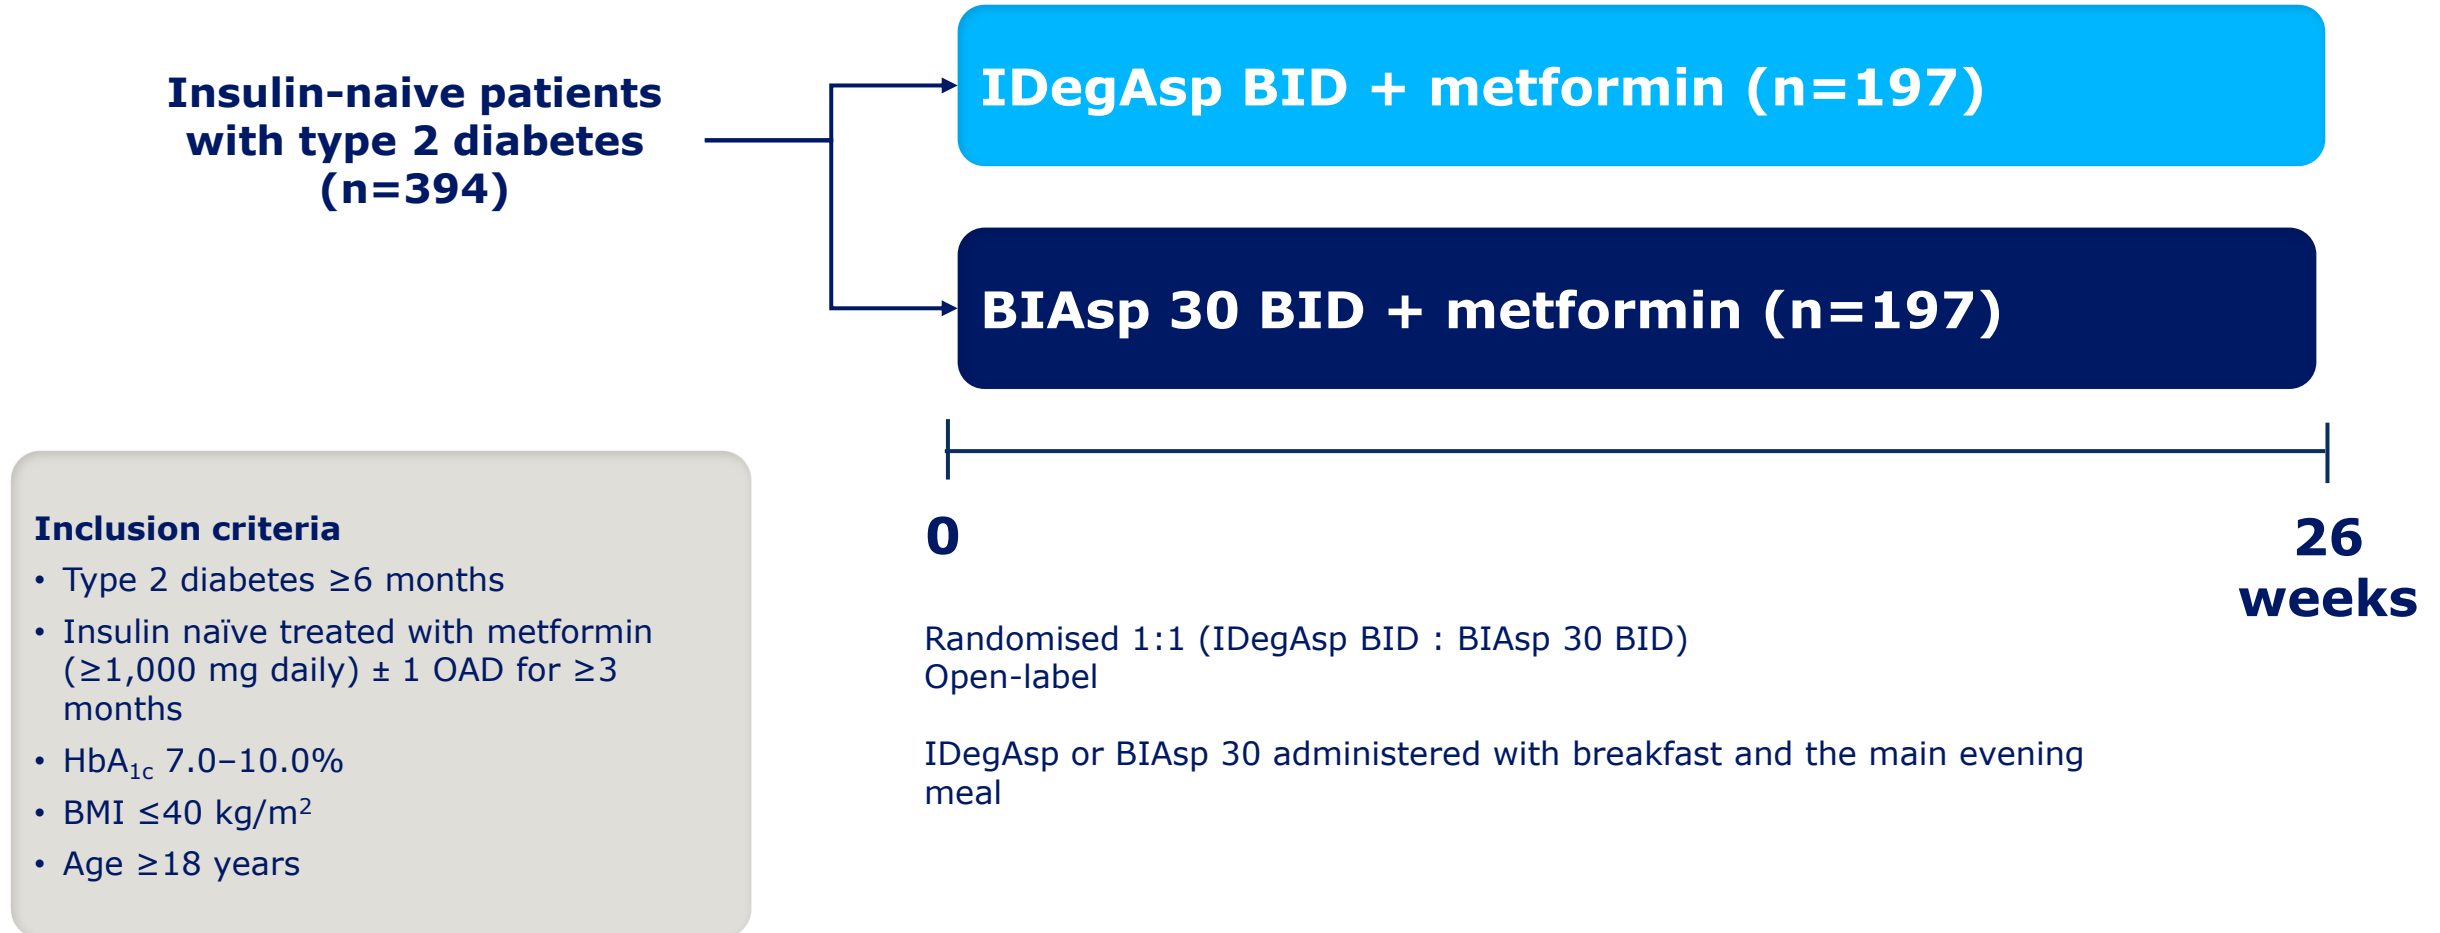 Insulin-naive patients
with type 2 diabetes
(n=394)
IDegAsp BID + metformin (n=197)
BIAsp 30 BID + metformin (n=197)
0
26
weeks
Inclusion criteria
• Type 2 diabetes ≥6 months
• Insulin naïve treated with metformin
(≥1,000 mg daily) ± 1 OAD for ≥3
months
• HbA1c 7.0–10.0%
• BMI ≤40 kg/m2
• Age ≥18 years
Randomised 1:1 (IDegAsp BID : BIAsp 30 BID)
Open-label
IDegAsp or BIAsp 30 administered with breakfast and the main evening
meal